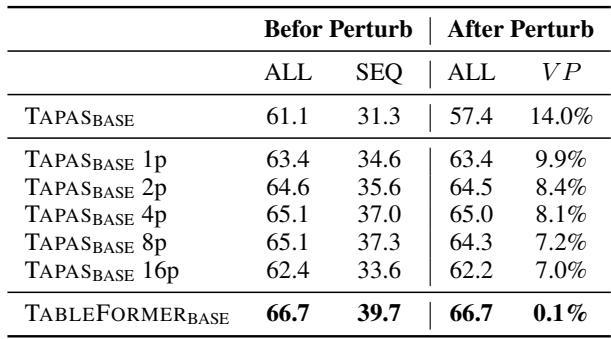 Befor Perturb | After Perturb
ALL SEQ | ALL VP
TAPAS BASE 61.1 31.3 | 57.4 14.0%
TAPAS BASE 1p 63.4 34.6 | 63.4 9.9%
TAPAS BASE 2p 64.6 35.6 | 64.5 8.4%
TAPAS BASE 4p 65.1 37.0 | 65.0 8.1%
TAPAS BASE 8p 65.1 37.3 | 64.3 7.2%
TAPAS BASE 16p 62.4 33.6 | 62.2 7.0%
TABLEFORMER BASE 66.7 39.7 | 66.7 0.1%